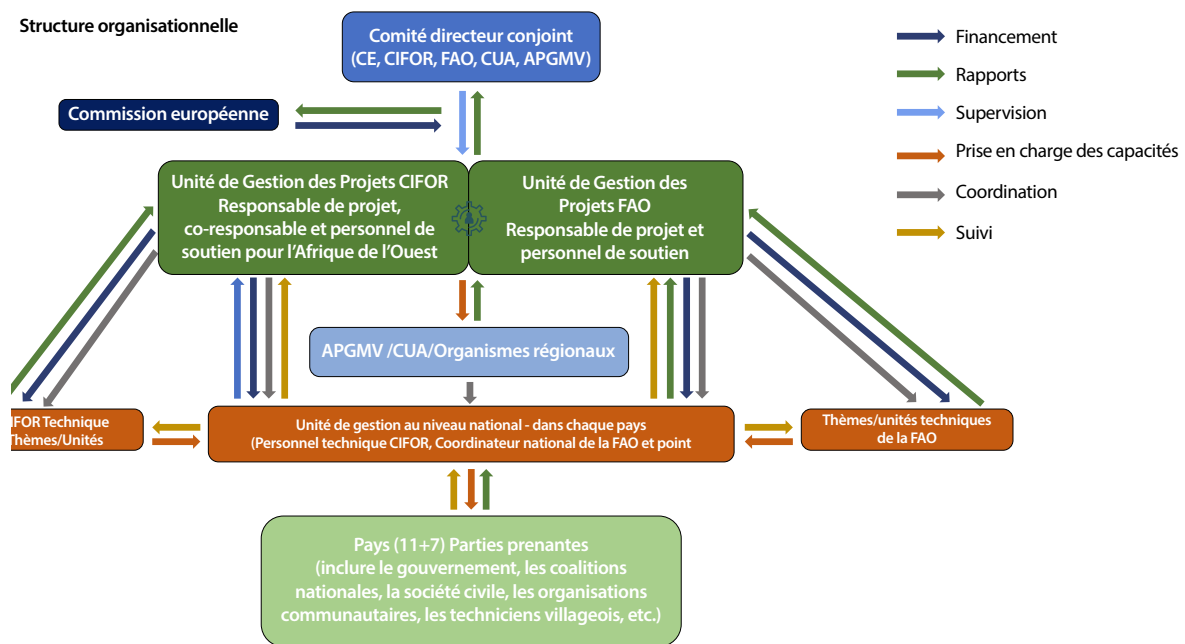 Structure organisationnelle
Comité directeur conjoint
(CE, CIFOR, FAO, CUA, APGMV)
Financement
Rapports
Supervision
Prise en charge des capacités
Coordination
Suivi
Commission européenne
Unité de Gestion des Projets CIFOR
Responsable de projet,
co-responsable et personnel de
soutien pour l’Afrique de l’Ouest
Unité de Gestion des
Projets FAO
Responsable de projet et
personnel de soutien
APGMV /CUA/Organismes régionaux
IFOR Technique
Thèmes/Unités
Unité de gestion au niveau national - dans chaque pays
(Personnel technique CIFOR, Coordinateur national de la FAO et point
Thèmes/unités techniques
de la FAO
Pays (11+7) Parties prenantes
(inclure le gouvernement, les coalitions
nationales, la société civile, les organisations
communautaires, les techniciens villageois, etc.)